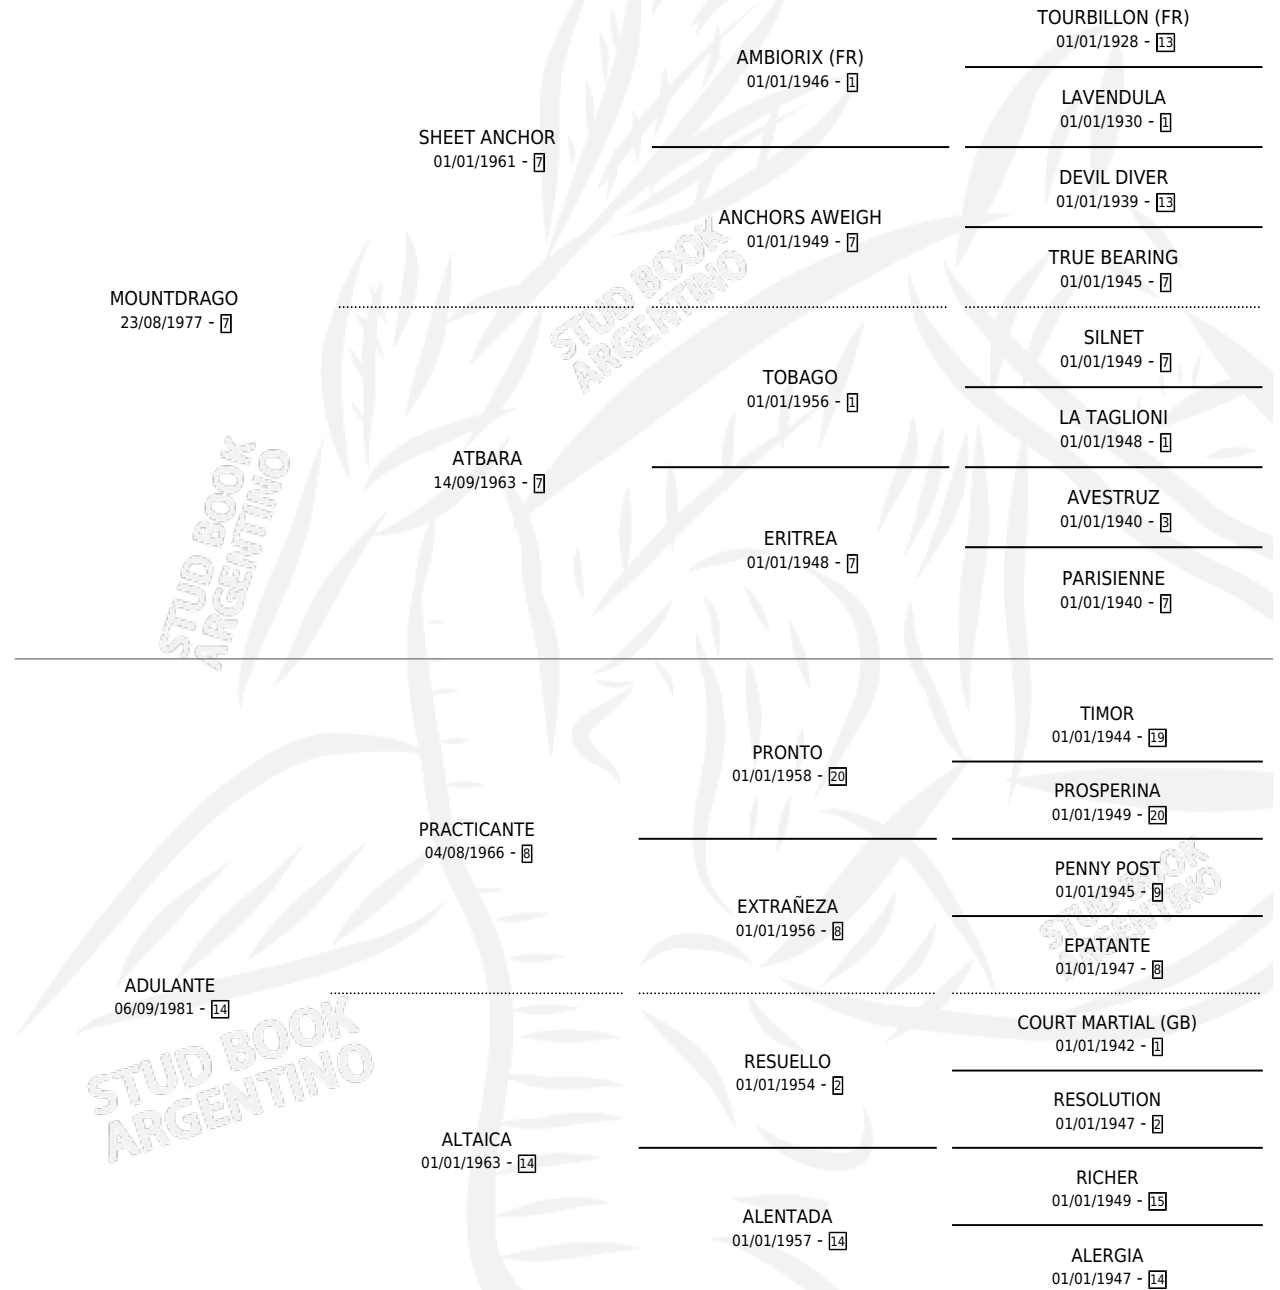 TOURBILLON (FR)
01/01/1928 - 13
AMBIORIX (FR)
01/01/1946 - 1
LAVENDULA
01/01/1930 - 1
SHEET ANCHOR
01/01/1961 - 7
DEVIL DIVER
01/01/1939 - 13
ANCHORS AWEIGH
01/01/1949 - 7
TRUE BEARING
01/01/1945 - 7
MOUNTDRAGO
23/08/1977 - 7
STUD BOOK
ARGENTINO
SILNET
01/01/1949 - 7
TOBAGO
01/01/1956 - 1
LA TAGLIONI
01/01/1948 - 1
ATBARA
14/09/1963 - 7
AVESTRUZ
01/01/1940 - 3
ERITREA
01/01/1948 - 7
PARISIENNE
01/01/1940 - 7
STUD BOOK
ARGENTINO
TIMOR
01/01/1944 - 19
PRONTO
01/01/1958 - 20
PROSPERINA
01/01/1949 - 20
PRACTICANTE
04/08/1966 - 8
PENNY POST
01/01/1945 - 9
EXTRAÑEZA
01/01/1956 - 8
EPATANTE
01/01/1947 - 8
STUD BOOK
ARGENTINO
ADULANTE
06/09/1981 - 14
COURT MARTIAL (GB)
01/01/1942 - 1
RESUELLO
01/01/1954 - 2
RESOLUTION
01/01/1947 - 2
STUD BOOK
ARGENTINO
ALTAICA
01/01/1963 - 14
RICHER
01/01/1949 - 15
ALENTADA
01/01/1957 - 14
ALERGIA
01/01/1947 - 14